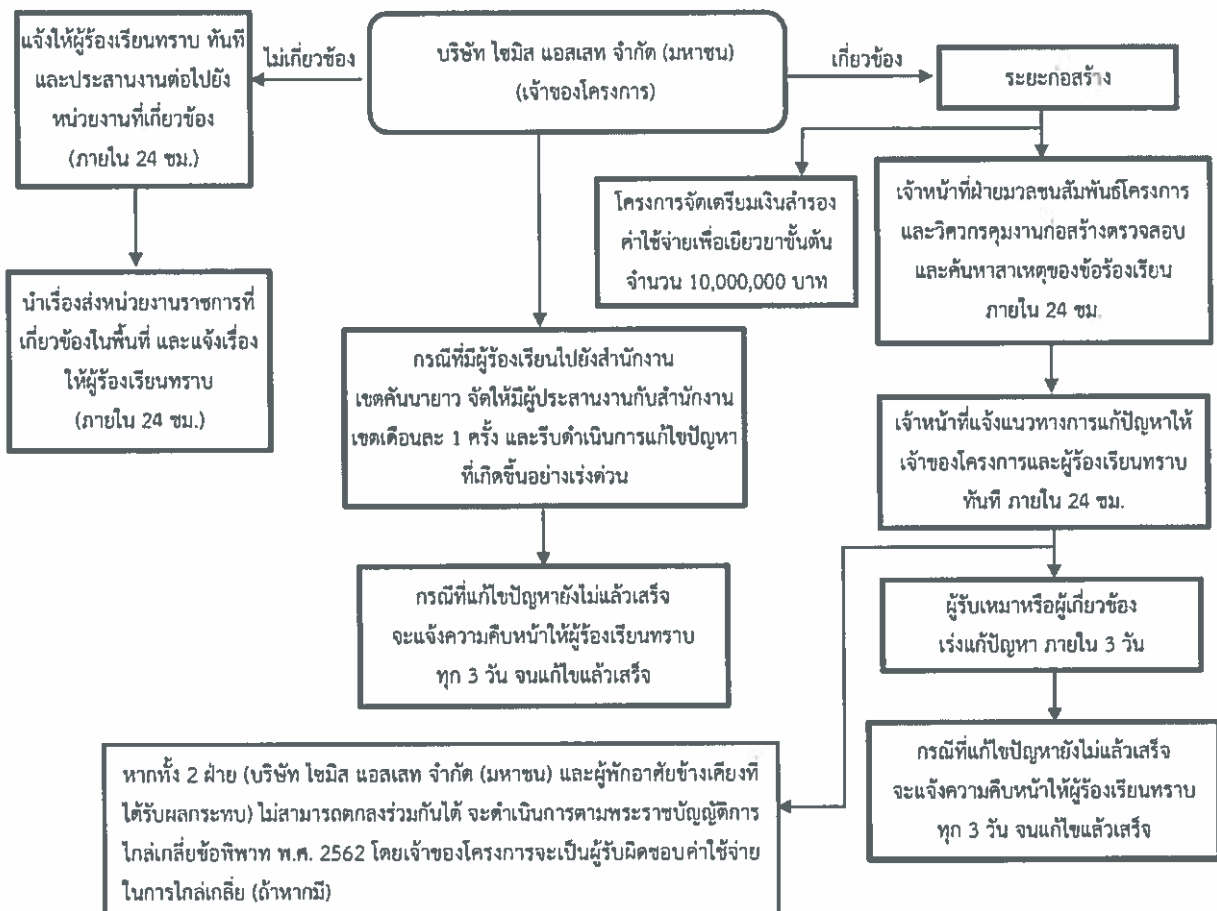 แจ้งให้ผู้ร้องเรียนทราบ ทันที
และประสานงานต่อไปยัง
หน่วยงานที่เกี่ยวข้อง
(ภายใน 24 ชม.)
ไม่เกี่ยวข้อง
บริษัท ไซมิส แอสเสท จำกัด (มหาชน)
(เจ้าของโครงการ)
เกี่ยวข้อง
ระยะก่อสร้าง
นำเรื่องส่งหน่วยงานราชการที่
เกี่ยวข้องในพื้นที่ และแจ้งเรื่อง
ให้ผู้ร้องเรียนทราบ
(ภายใน 24 ชม.)
โครงการจัดเตรียมเงินสำรอง
ค่าใช้จ่ายเพื่อเยียวยาขั้นต้น
จำนวน 10,000,000 บาท
เจ้าหน้าที่ฝ่ายมวลชนสัมพันธ์โครงการ
และวิศวกรคุมงานก่อสร้างตรวจสอบ
และค้นหาสาเหตุของข้อร้องเรียน
ภายใน 24 ชม.
กรณีที่มีผู้ร้องเรียนไปยังสำนักงาน
เขตคันนายาว จัดให้มีผู้ประสานงานกับสำนักงาน
เขตเดือนละ 1 ครั้ง และรีบดำเนินการแก้ไขปัญหา
ที่เกิดขึ้นอย่างเร่งด่วน
เจ้าหน้าที่แจ้งแนวทางการแก้ปัญหาให้
เจ้าของโครงการและผู้ร้องเรียนทราบ
ทันที ภายใน 24 ชม.
กรณีที่แก้ไขปัญหายังไม่แล้วเสร็จ
จะแจ้งความคืบหน้าให้ผู้ร้องเรียนทราบ
ทุก 3 วัน จนแก้ไขแล้วเสร็จ
ผู้รับเหมาหรือผู้เกี่ยวข้อง
เร่งแก้ปัญหา ภายใน 3 วัน
กรณีที่แก้ไขปัญหายังไม่แล้วเสร็จ
จะแจ้งความคืบหน้าให้ผู้ร้องเรียนทราบ
ทุก 3 วัน จนแก้ไขแล้วเสร็จ
หากทั้ง 2 ฝ่าย (บริษัท ไซมิส แอสเสท จำกัด (มหาชน) และผู้พักอาศัยข้างเคียงที่
ได้รับผลกระทบ) ไม่สามารถตกลงร่วมกันได้ จะดำเนินการตามพระราชบัญญัติการ
ไกล่เกลี่ยข้อพิพาท พ.ศ. 2562 โดยเจ้าของโครงการจะเป็นผู้รับผิดชอบค่าใช้จ่าย
ในการไกล่เกลี่ย (ถ้าหากมี)